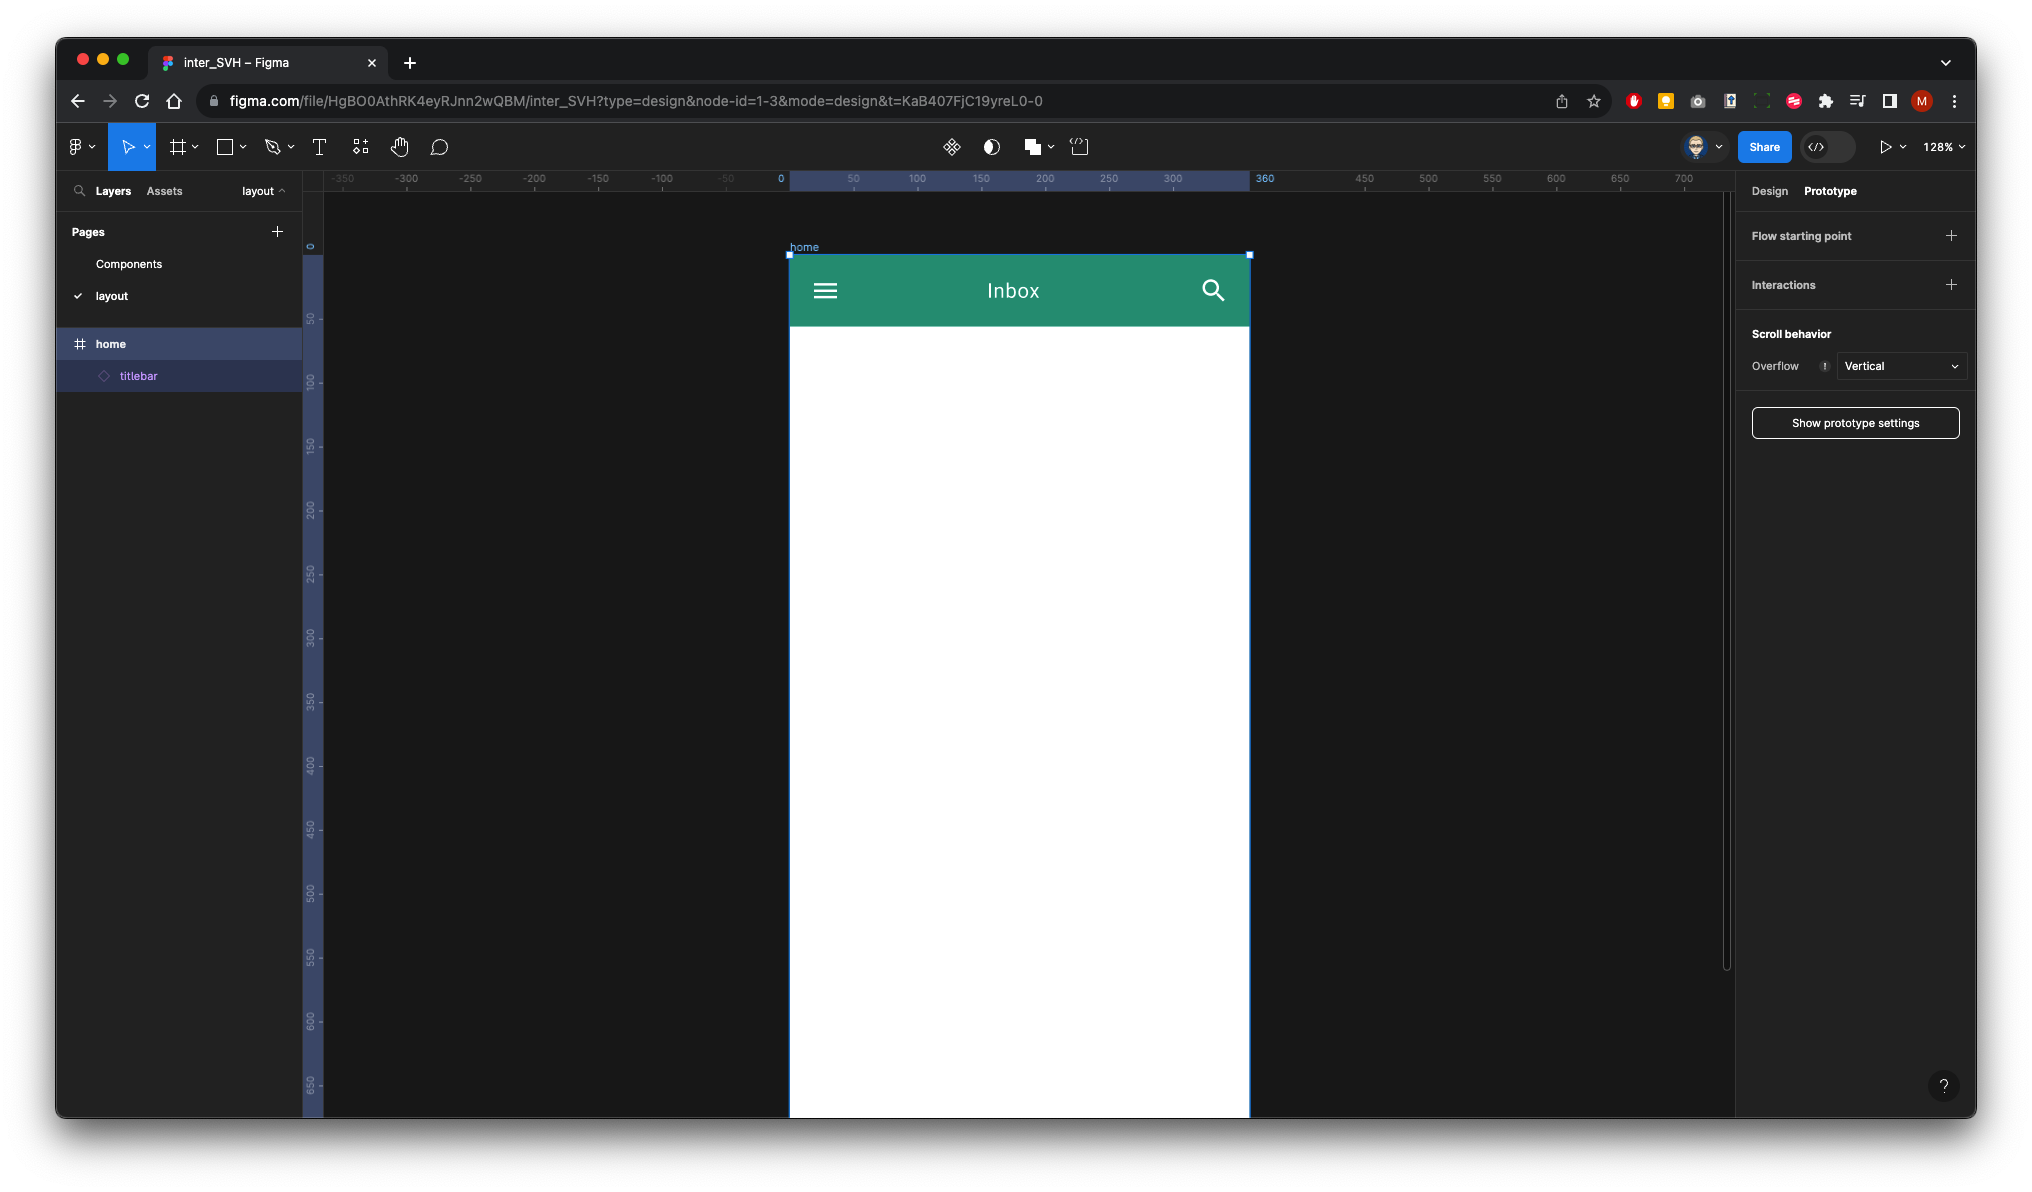 inter_SVH – Figma
figma.com/file/HgBO0AthRK4eyRJnn2wQBM/inter_SVH?type=design&node-id=1-3&mode=design&t=KaB407FjC19yreL0-0
M
Share
128%
Layers Assets layout
-350 -300 -250 -200 -150 -100 -50 0 50 100 150 200 250 300 360 450 500 550 600 650 700
Design Prototype
Pages
Components
layout
home
titlebar
0
50
100
150
200
250
300
350
400
450
500
550
600
650
home
Inbox
Flow starting point
Interactions
Scroll behavior
Overflow Vertical
Show prototype settings
?